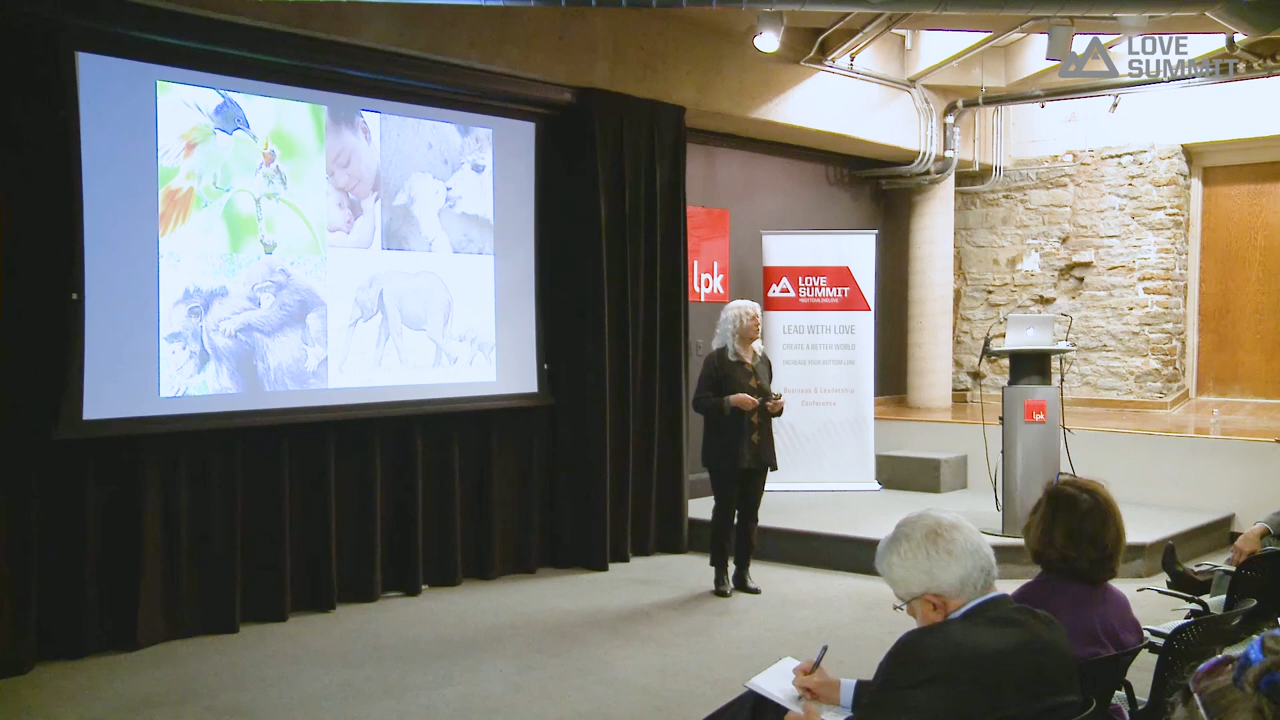 LOVE
SUMMIT
lpk
LOVE
SUMMIT
#BOTTOMLINELOVE
LEAD WITH LOVE
CREATE A BETTER WORLD
INCREASE YOUR BOTTOM LINE
Business & Leadership
Conference
lpk